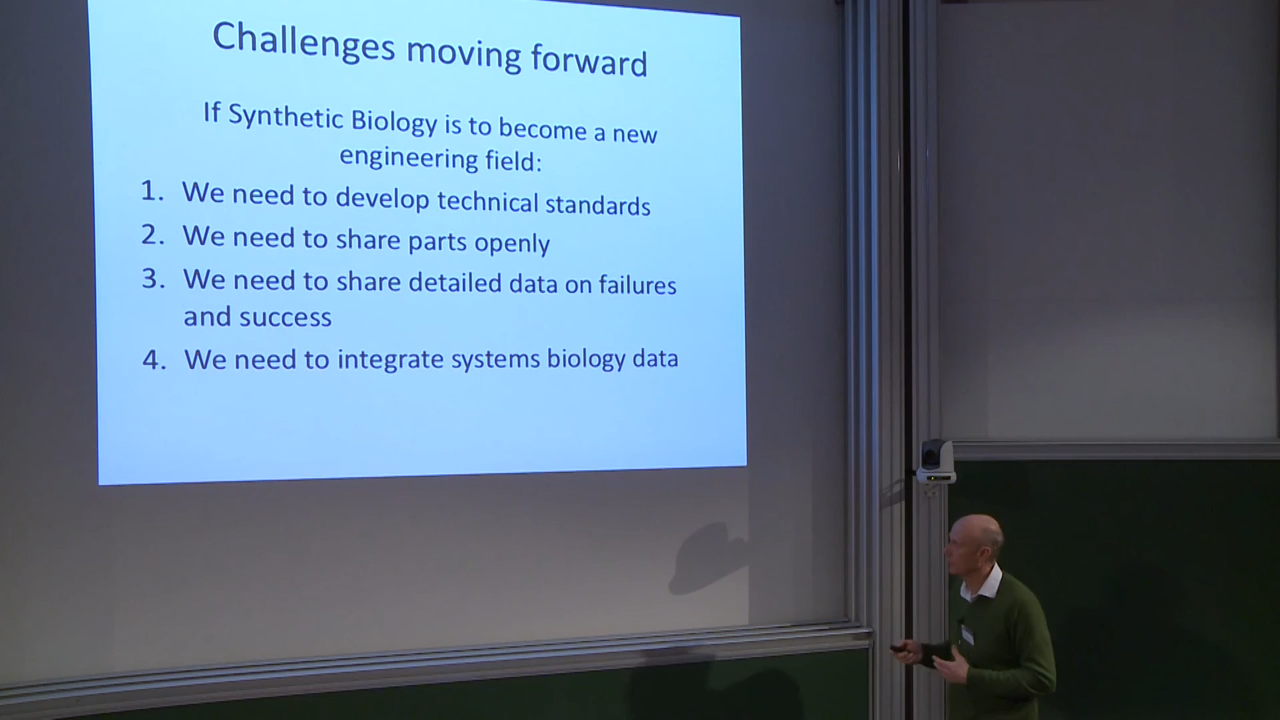 Challenges moving forward
If Synthetic Biology is to become a new
engineering field:
1. We need to develop technical standards
2. We need to share parts openly
3. We need to share detailed data on failures
and success
4. We need to integrate systems biology data